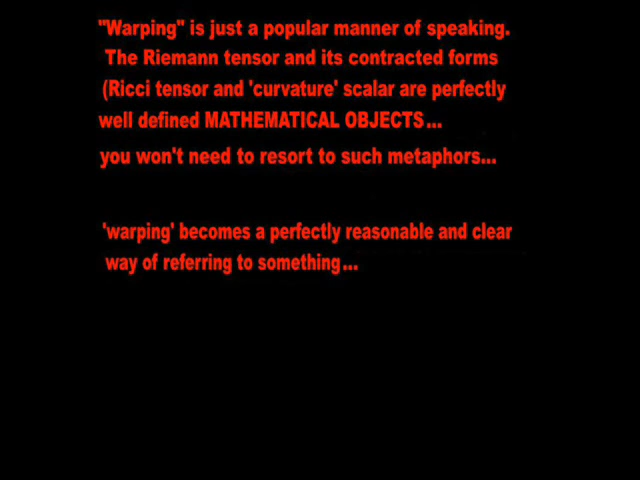 "Warping" is just a popular manner of speaking.
The Riemann tensor and its contracted forms
(Ricci tensor and 'curvature' scalar are perfectly
well defined MATHEMATICAL OBJECTS...
you won't need to resort to such metaphors...
'warping' becomes a perfectly reasonable and clear
way of referring to something...